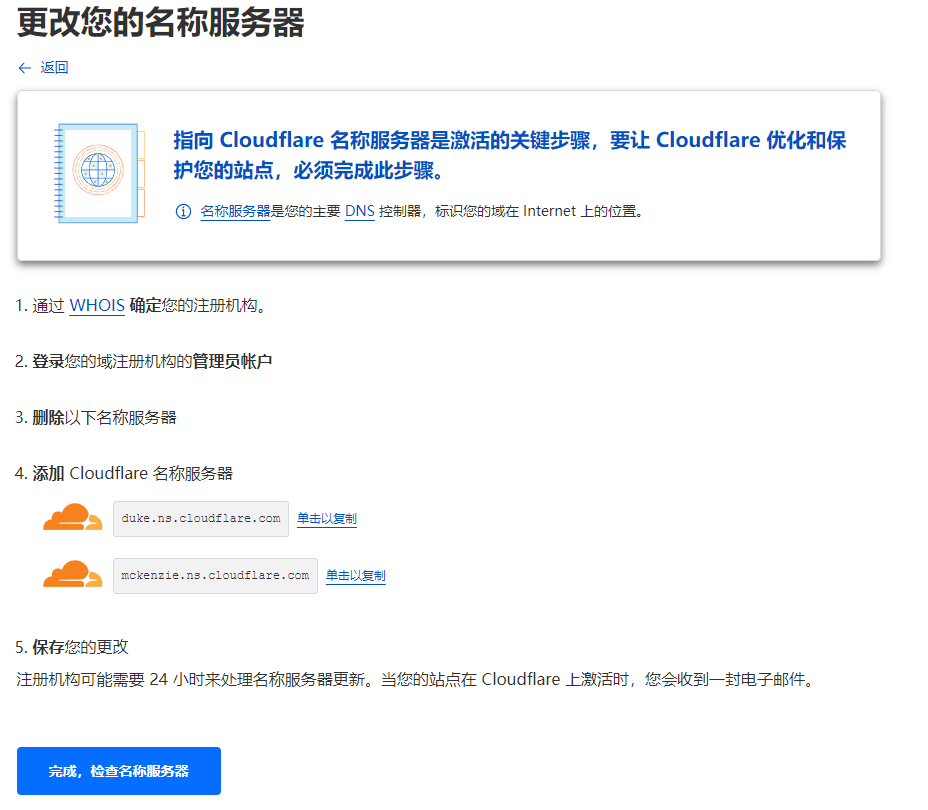 更改您的名称服务器
← 返回
指向 Cloudflare 名称服务器是激活的关键步骤，要让 Cloudflare 优化和保
护您的站点，必须完成此步骤。
名称服务器是您的主要 DNS 控制器，标识您的域在 Internet 上的位置。
1. 通过 WHOIS 确定您的注册机构。
2. 登录您的域注册机构的管理员帐户
3. 删除以下名称服务器
4. 添加 Cloudflare 名称服务器
duke.ns.cloudflare.com 单击以复制
mckenzie.ns.cloudflare.com 单击以复制
5. 保存您的更改
注册机构可能需要 24 小时来处理名称服务器更新。当您的站点在 Cloudflare 上激活时，您会收到一封电子邮件。
完成，检查名称服务器